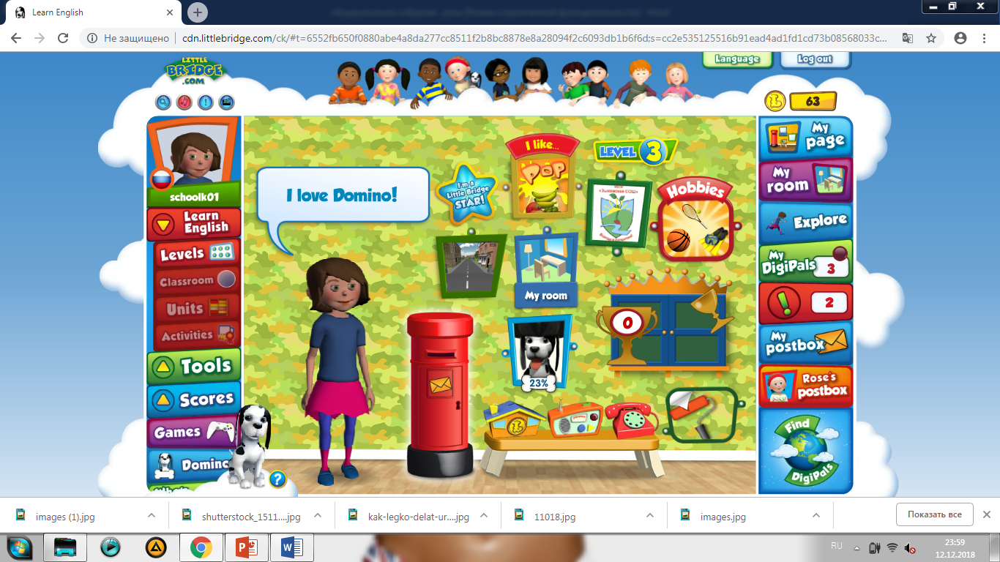 Learn English
Не защищено
cdn.littlebridge.com/ck/#t=6552fb650f0880abe4a8da277cc8511f2b8bc8878e8a28094f2c6093db1b6f6d;s=cc2e535125516b91ead4ad1fd1cd73b08568033c...
LITTLE
BRIDGE
.COM
Language
Log out
63
schoolk01
Learn
English
Levels
Classroom
Units
Activities
Tools
Scores
Games
Domino
I love Domino!
I'm a
Little Bridge
STAR!
I like...
POP
LEVEL 3
"Зыковская СОШ"
Hobbies
My room
0
23%
?
My
page
My
room
Explore
My
DigiPals
3
2
My
postbox
Rose's
postbox
Find
DigiPals
images (1).jpg
shutterstock_1511....jpg
kak-legko-delat-ur....jpg
11018.jpg
images.jpg
Показать все
RU
23:59
12.12.2018